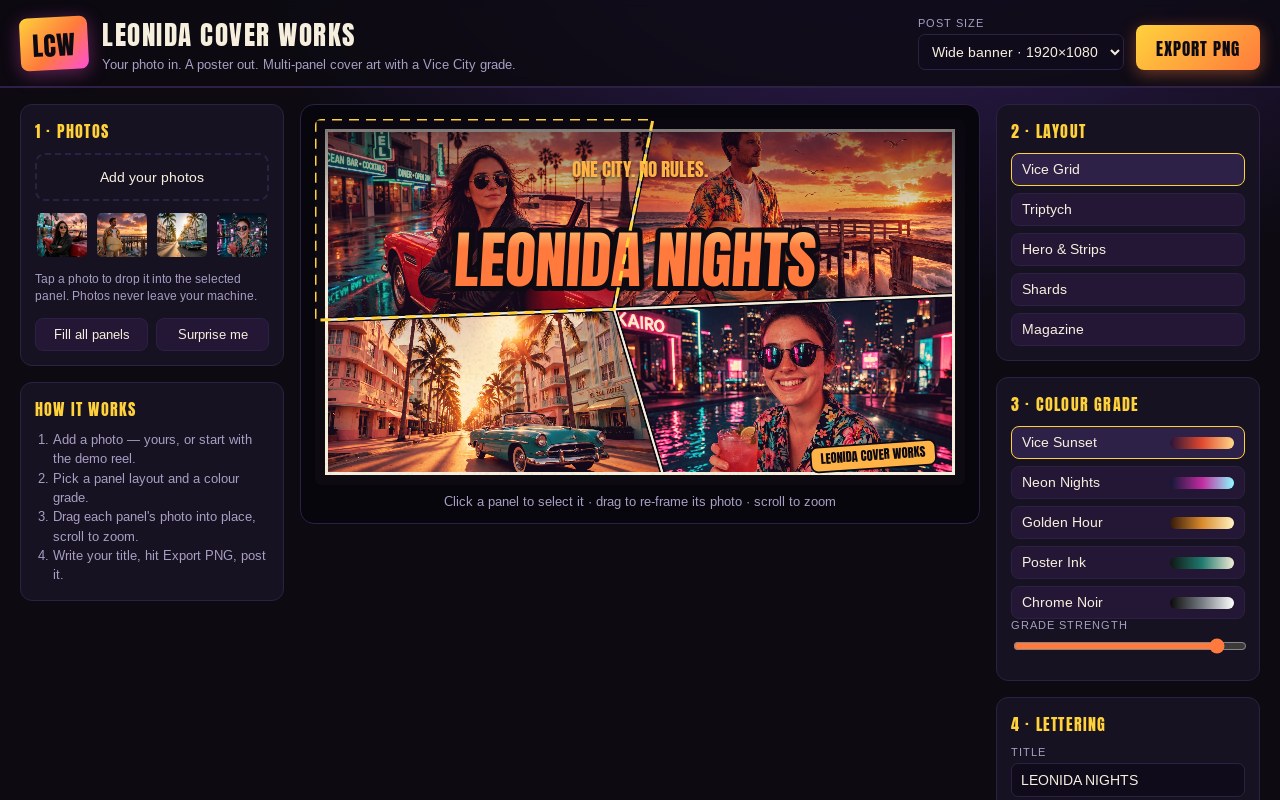 LCW
LEONIDA COVER WORKS
Your photo in. A poster out. Multi-panel cover art with a Vice City grade.
POST SIZE
Wide banner · 1920×1080
EXPORT PNG
1 · PHOTOS
Add your photos
Tap a photo to drop it into the selected
panel. Photos never leave your machine.
Fill all panels
Surprise me
HOW IT WORKS
1. Add a photo — yours, or start with
the demo reel.
2. Pick a panel layout and a colour
grade.
3. Drag each panel's photo into place,
scroll to zoom.
4. Write your title, hit Export PNG, post
it.
OCEAN BAR • COCKTAILS
DINER • OPEN
ONE CITY. NO RULES.
LEONIDA NIGHTS
KAIRO
LEONIDA COVER WORKS
Click a panel to select it · drag to re-frame its photo · scroll to zoom
2 · LAYOUT
Vice Grid
Triptych
Hero & Strips
Shards
Magazine
3 · COLOUR GRADE
Vice Sunset
Neon Nights
Golden Hour
Poster Ink
Chrome Noir
GRADE STRENGTH
4 · LETTERING
TITLE
LEONIDA NIGHTS